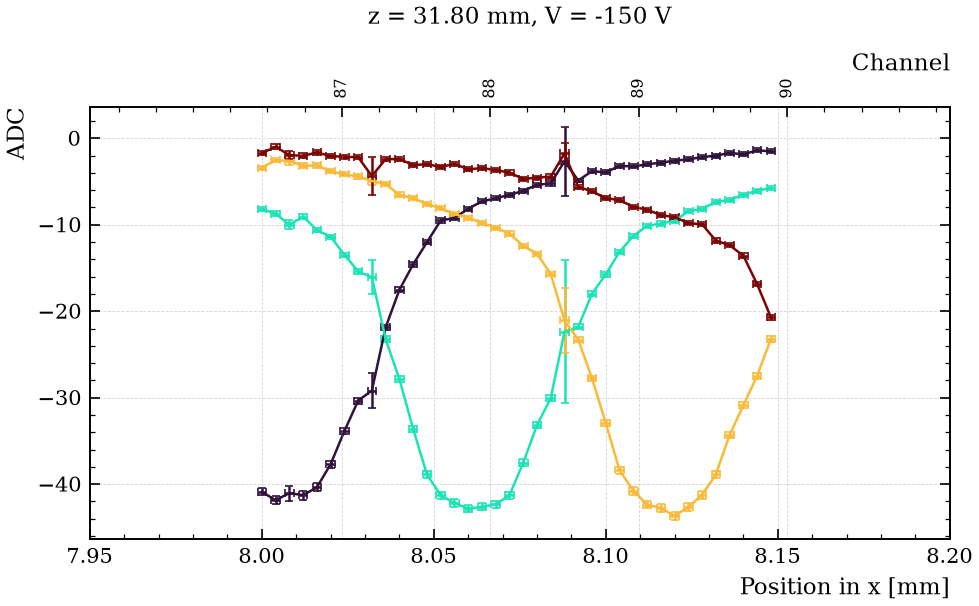 z = 31.80 mm, V = -150 V
Channel
87 88 89 90
ADC
0
−10
−20
−30
−40
7.95 8.00 8.05 8.10 8.15 8.20
Position in x [mm]